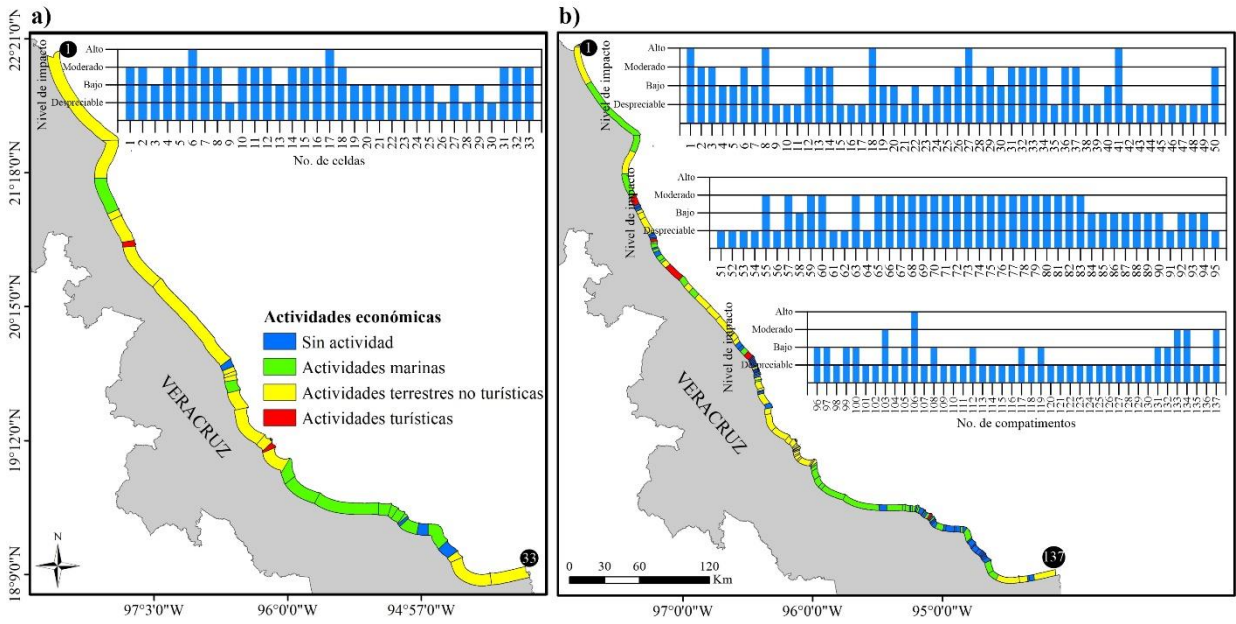 a)
22°21'0"N
21°18'0"N
20°15'0"N
19°12'0"N
18°9'0"N
1
Nivel de impacto
Alto
Moderado
Bajo
Despreciable
1 2 3 4 5 6 7 8 9 10 11 12 13 14 15 16 17 18 19 20 21 22 23 24 25 26 27 28 29 30 31 32 33
No. de celdas
Actividades económicas
Sin actividad
Actividades marinas
Actividades terrestres no turísticas
Actividades turísticas
VERACRUZ
N
33
97°30'0"W 96°0'0"W 94°57'0"W
b)
1
Nivel de impacto
Alto
Moderado
Bajo
Despreciable
1 2 3 4 5 6 7 8 9 10 11 12 13 14 15 16 17 18 19 20 21 22 23 24 25 26 27 28 29 30 31 32 33 34 35 36 37 38 39 40 41 42 43 44 45 46 47 48 49 50
Nivel de impacto
Alto
Moderado
Bajo
Despreciable
51 52 53 54 55 56 57 58 59 60 61 62 63 64 65 66 67 68 69 70 71 72 73 74 75 76 77 78 79 80 81 82 83 84 85 86 87 88 89 90 91 92 93 94 95
Nivel de impacto
Alto
Moderado
Bajo
Despreciable
96 97 98 99 100 101 102 103 104 105 106 107 108 109 110 111 112 113 114 115 116 117 118 119 120 121 122 123 124 125 126 127 128 129 130 131 132 133 134 135 136 137
No. de compatimentos
VERACRUZ
137
0 30 60 120
Km
97°0'0"W 96°0'0"W 95°0'0"W